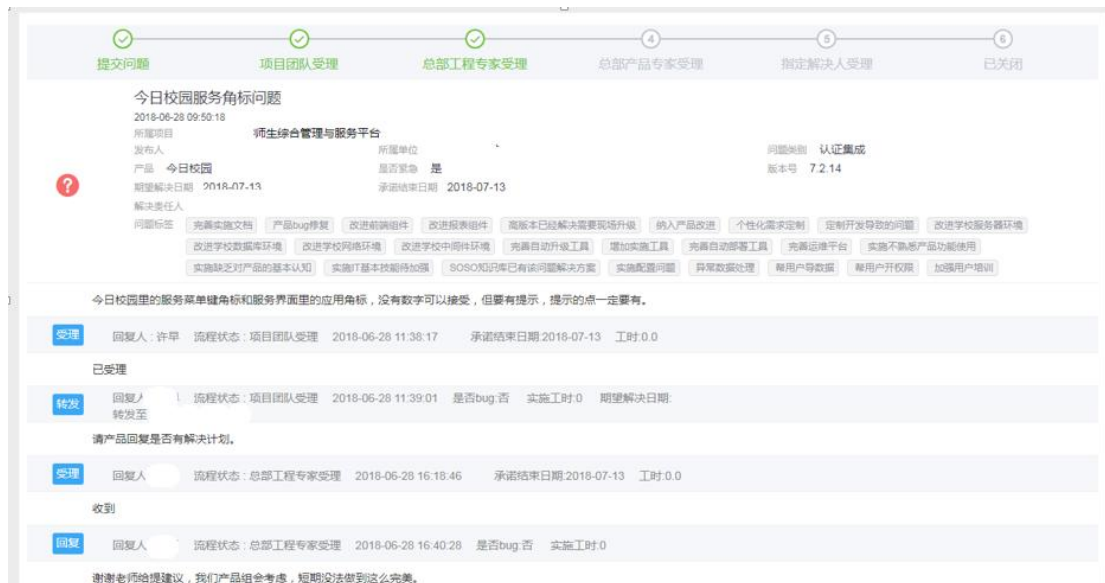 ④ ⑤ ⑥
提交问题 项目团队受理 总部工程专家受理 总部产品专家受理 指定解决人受理 已关闭
今日校园服务角标问题
2018-06-28 09:50:18
所属项目 师生综合管理与服务平台
发布人 所属单位 问题类别 认证集成
产品 今日校园 是否紧急 是 版本号 7.2.14
期望解决日期 2018-07-13 承诺结束日期 2018-07-13
解决责任人
问题标签 完善实施文档 产品bug修复 改进前端组件 改进报表组件 高版本已经解决需要现场升级 纳入产品改进 个性化需求定制 定制开发导致的问题 改进学校服务器环境
改进学校数据库环境 改进学校网络环境 改进学校中间件环境 完善自动升级工具 增加实施工具 完善自动部署工具 完善运维平台 实施不熟悉产品功能使用
实施缺乏对产品的基本认知 实施IT基本技能待加强 SOSO知识库已有该问题解决方案 实施配置问题 异常数据处理 帮用户导数据 帮用户开权限 加强用户培训
今日校园里的服务菜单键角标和服务界面里的应用角标，没有数字可以接受，但要有提示，提示的点一定要有。
受理 回复人 : 许早 流程状态 : 项目团队受理 2018-06-28 11:38:17 承诺结束日期:2018-07-13 工时:0.0
已受理
转发 回复人 流程状态 : 项目团队受理 2018-06-28 11:39:01 是否bug:否 实施工时:0 期望解决日期:
转发至
请产品回复是否有解决计划。
受理 回复人 流程状态 : 总部工程专家受理 2018-06-28 16:18:46 承诺结束日期:2018-07-13 工时:0.0
收到
回复 回复人 流程状态 : 总部工程专家受理 2018-06-28 16:40:28 是否bug:否 实施工时:0
谢谢老师给提建议，我们产品组会考虑，短期没法做到这么完美。